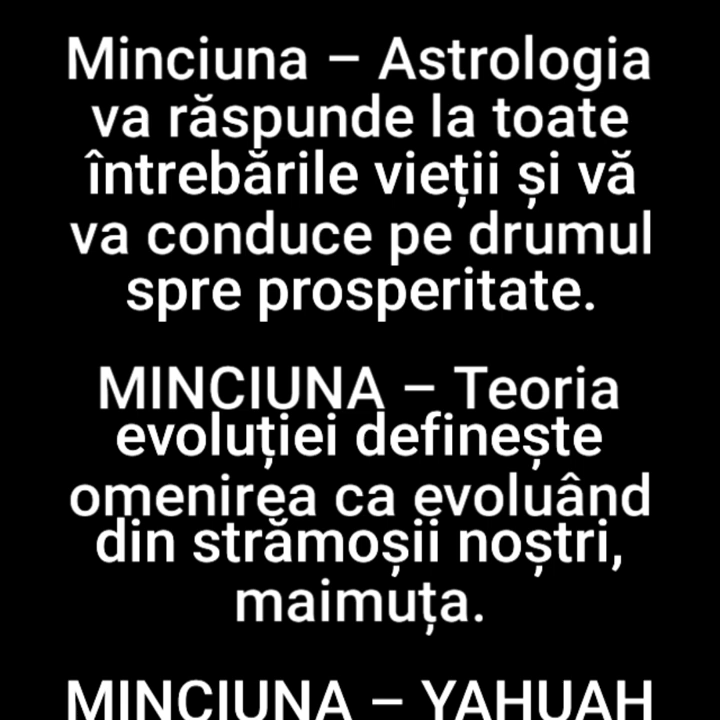 Minciuna – Astrologia
va răspunde la toate
întrebările vieții și vă
va conduce pe drumul
spre prosperitate.
MINCIUNA – Teoria
evoluției definește
omenirea ca evoluând
din strămoșii noștri,
maimuța.
MINCIUNA – YAHUAH